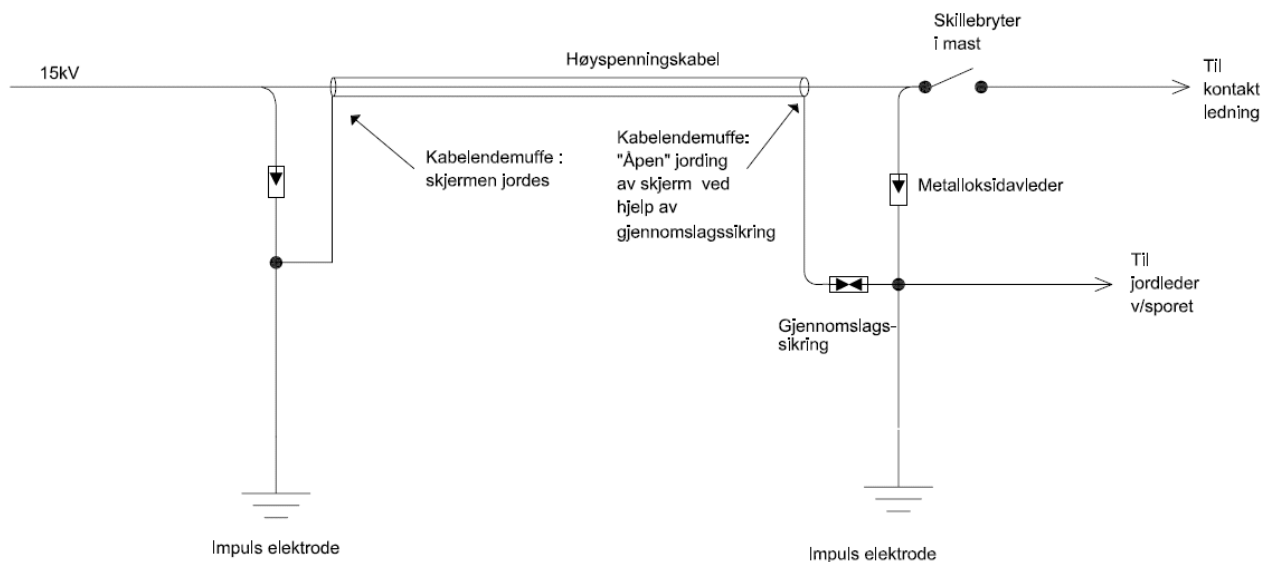 Skillebryter
i mast
Høyspenningskabel
15kV
Til
kontakt
ledning
Kabelendemuffe :
skjermen jordes
Kabelendemuffe:
"Åpen" jording
av skjerm ved
hjelp av
gjennomslagssikring
Metalloksidavleder
Til
jordleder
v/sporet
Gjennomslags-
sikring
Impuls elektrode
Impuls elektrode